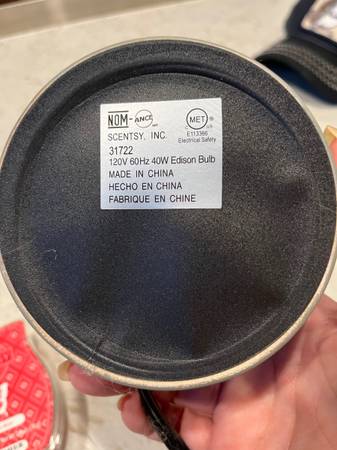 NOM-ANCE
MET
E113366
Electrical Safety
SCENTSY, INC.
31722
120V 60Hz 40W Edison Bulb
MADE IN CHINA
HECHO EN CHINA
FABRIQUE EN CHINE